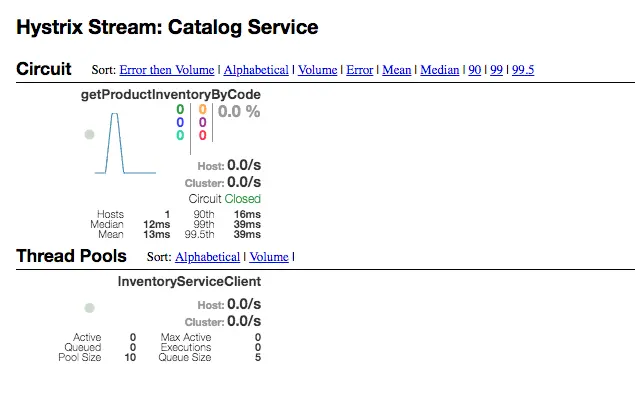 Hystrix Stream: Catalog Service
Circuit Sort: Error then Volume | Alphabetical | Volume | Error | Mean | Median | 90 | 99 | 99.5
getProductInventoryByCode
0 0 0.0 %
0 0
0 0
Host: 0.0/s
Cluster: 0.0/s
Circuit Closed
Hosts 1 90th 16ms
Median 12ms 99th 39ms
Mean 13ms 99.5th 39ms
Thread Pools Sort: Alphabetical | Volume |
InventoryServiceClient
Host: 0.0/s
Cluster: 0.0/s
Active 0 Max Active 0
Queued 0 Executions 0
Pool Size 10 Queue Size 5